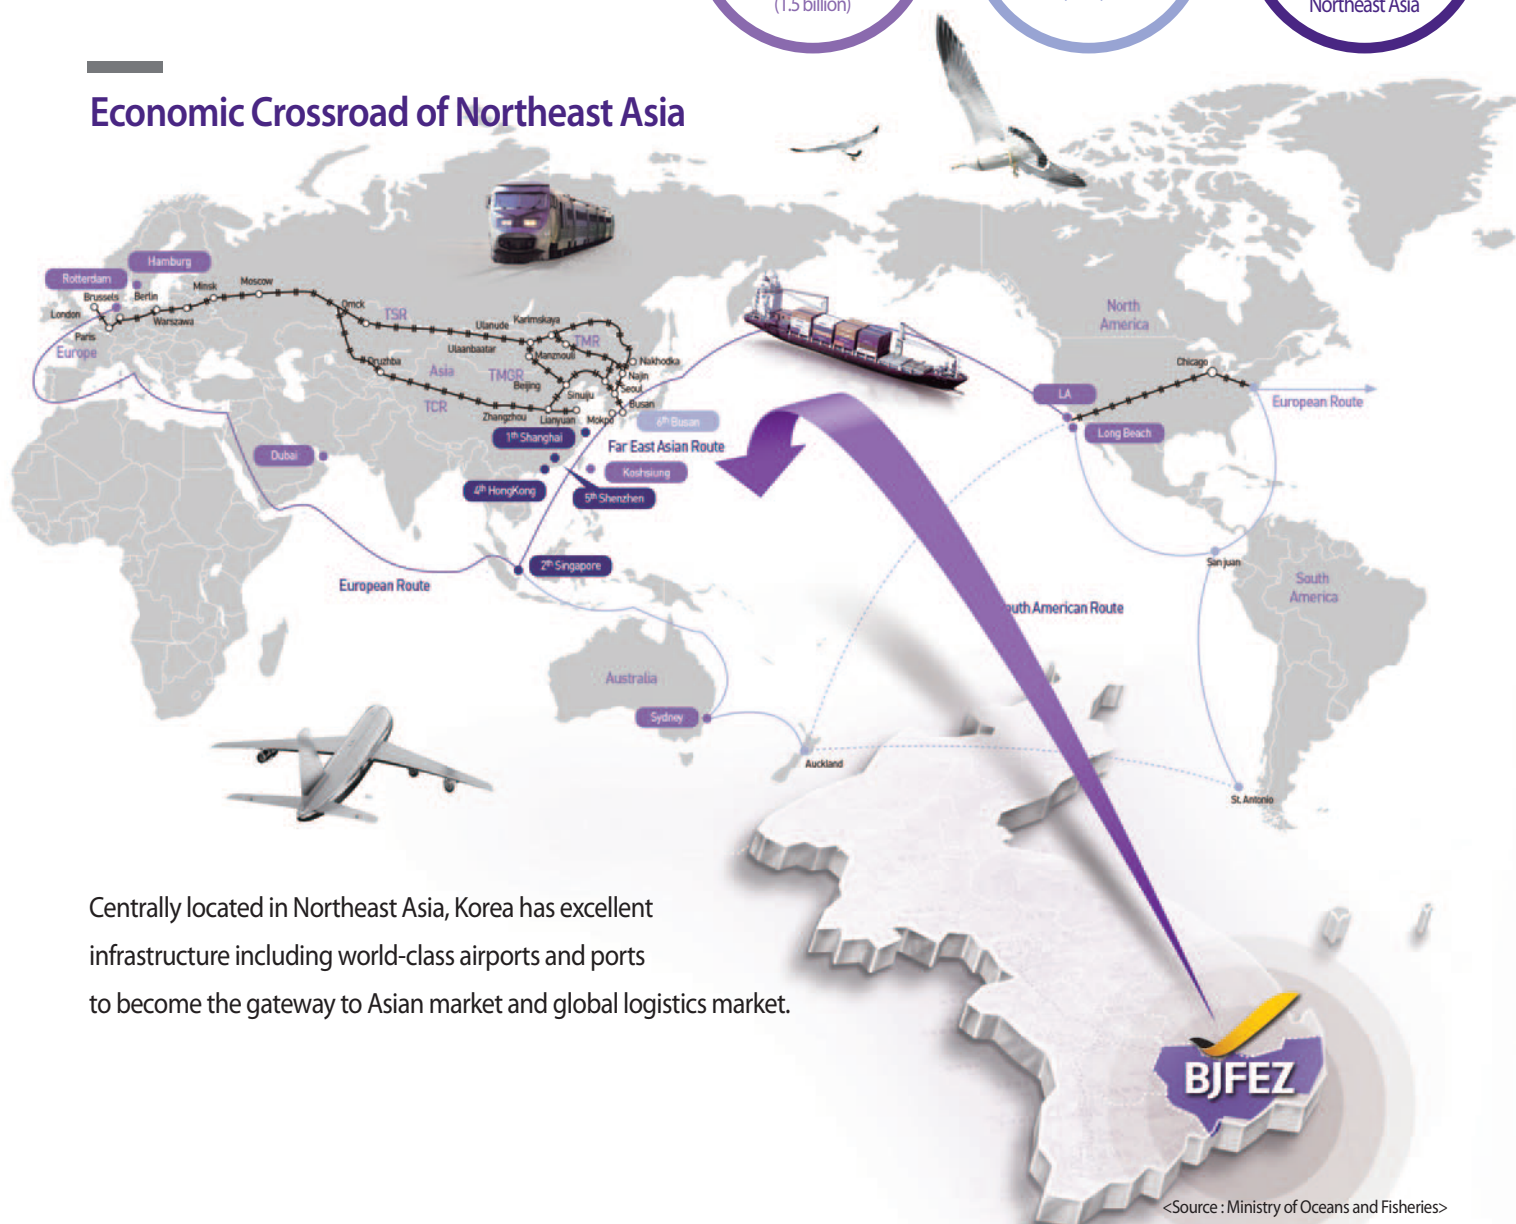 (1.5 billion)
Northeast Asia
Economic Crossroad of Northeast Asia
Hamburg
Rotterdam
Brussels
Berlin
Minsk
Moscow
London
Warszawa
Paris
Europe
Omck
TSR
Ulanude
Karimskaya
Ulaanbaatar
TMR
Manzmouli
Nakhodka
Druzhba
Asia
TMGR
Beijing
Najin
Seoul
Sinuiju
TCR
Zhangzhou
Lianyuan
Mokpo
Busan
6th Busan
1th Shanghai
Far East Asian Route
Dubai
Koshsiung
4th HongKong
5th Shenzhen
2th Singapore
European Route
North
America
Chicago
LA
European Route
Long Beach
San juan
South
America
outh American Route
Australia
Sydney
Auckland
St. Antonio
Centrally located in Northeast Asia, Korea has excellent
infrastructure including world-class airports and ports
to become the gateway to Asian market and global logistics market.
BJFEZ
<Source : Ministry of Oceans and Fisheries>